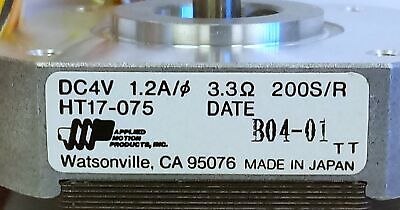 DC4V 1.2A/ϕ 3.3Ω 200S/R
HT17-075 DATE
B04-01 TT
APPLIED
MOTION
PRODUCTS, INC.
Watsonville, CA 95076 MADE IN JAPAN